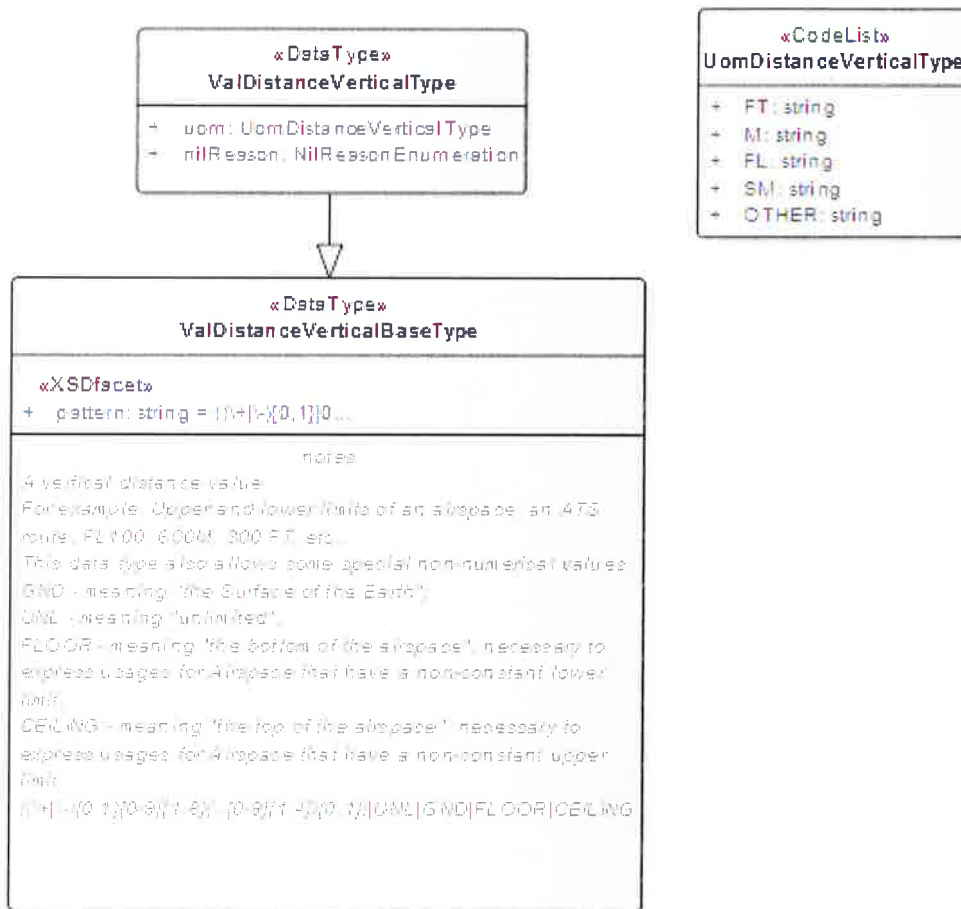 «DataType»
ValDistanceVerticalType
+ uom: UomDistanceVerticalType
+ nilReason: NilReasonEnumeration
«CodeList»
UomDistanceVerticalType
+ FT: string
+ M: string
+ FL: string
+ SM: string
+ OTHER: string
«DataType»
ValDistanceVerticalBaseType
«XSDfacet»
+ pattern: string =
notes
A vertical distance value.
For example, Upper and lower limits of an airspace, an ATS
route, FL100, 600M, 300 FT, etc...
This data type also allows some special non-numerical values
GND - meaning "the Surface of the Earth",
UNL - meaning "unlimited",
FLOOR - meaning "the bottom of the airspace", necessary to
express usages for Airspace that have a non-constant lower
limit;
CEILING - meaning "the top of the airspace" necessary to
express usages for Airspace that have a non-constant upper
limit
|UNL|GND|FLOOR|CEILING